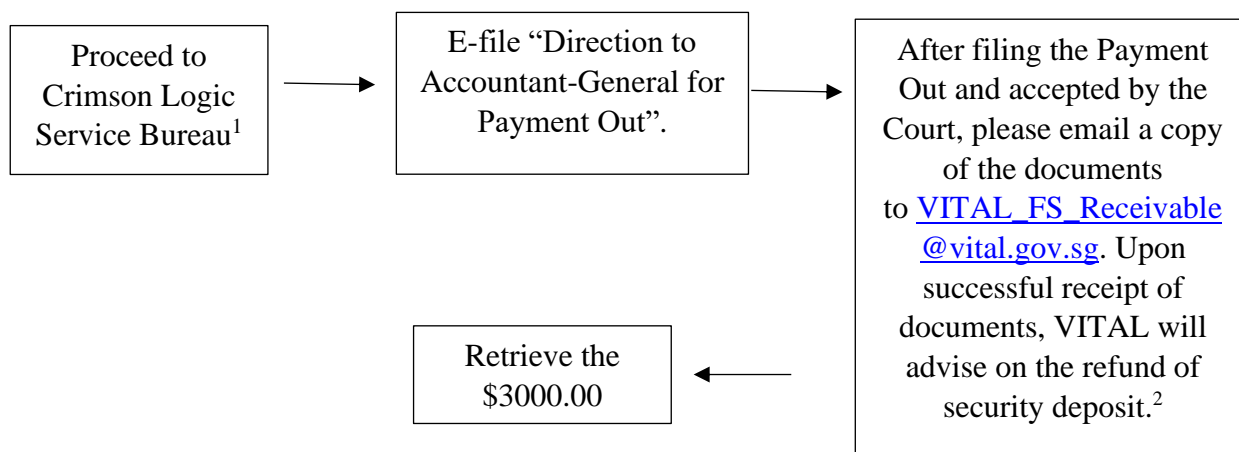 Proceed to
Crimson Logic
Service Bureau¹
E-file “Direction to
Accountant-General for
Payment Out”.
After filing the Payment
Out and accepted by the
Court, please email a copy
of the documents
to VITAL_FS_Receivable
@vital.gov.sg. Upon
successful receipt of
documents, VITAL will
advise on the refund of
security deposit.²
Retrieve the
$3000.00